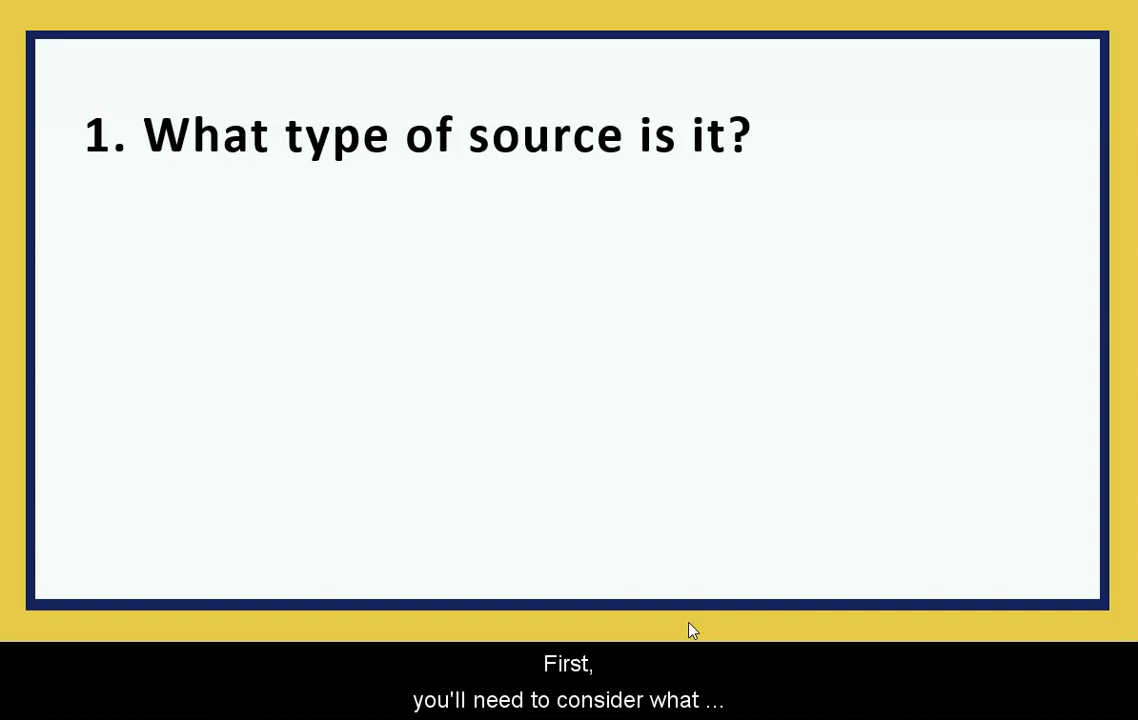 1. What type of source is it?
First,
you'll need to consider what ...